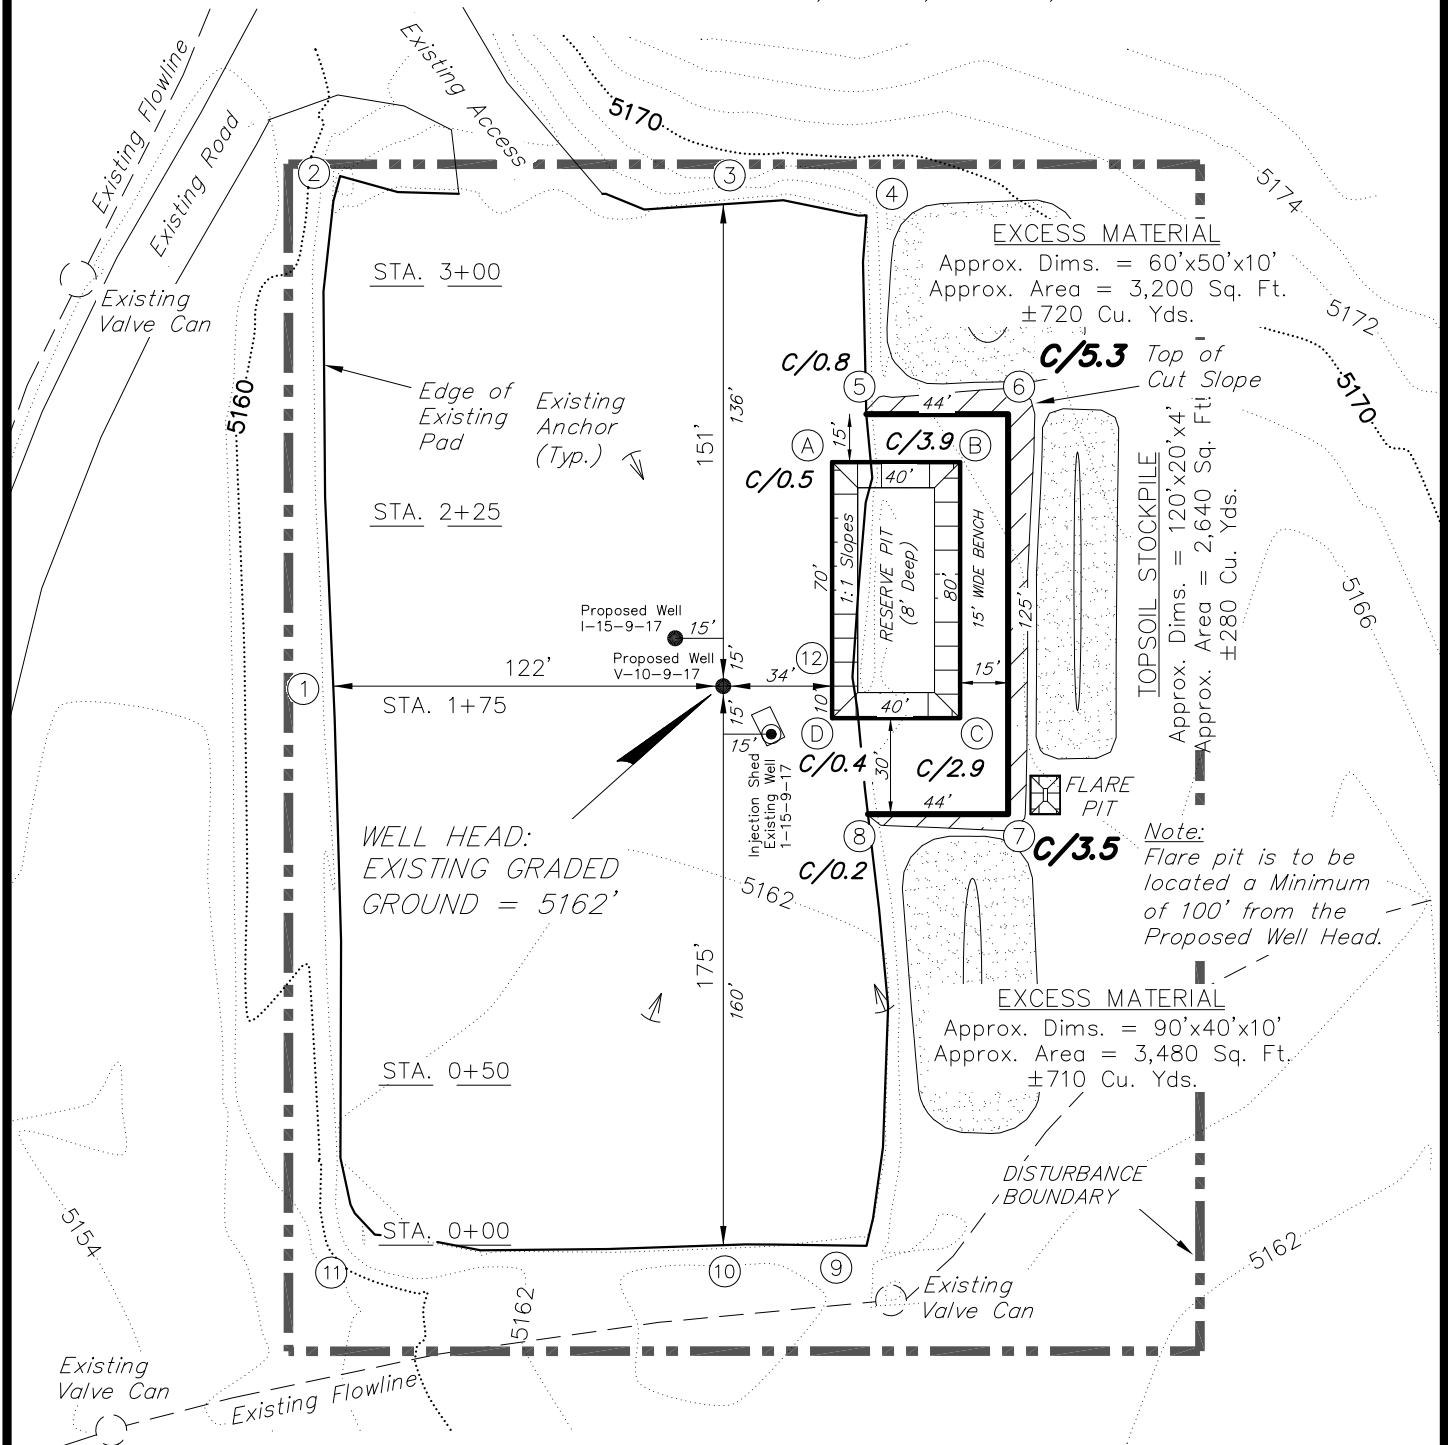 Existing Flowline
Existing Road
Existing Access
5170
2
3
4
5174
EXCESS MATERIAL
Approx. Dims. = 60'x50'x10'
Approx. Area = 3,200 Sq. Ft.
±720 Cu. Yds.
STA. 3+00
Existing
Valve Can
5172
C/5.3
Top of
Cut Slope
C/0.8
5
6
5160
Edge of
Existing
Pad
Existing
Anchor
(Typ.)
136'
151'
44'
15'
5170
A
C/3.9
B
C/0.5
40'
STA. 2+25
TOPSOIL STOCKPILE
Approx. Dims. = 120'x20'x4'
Approx. Area = 2,640 Sq. Ft.
±280 Cu. Yds.
70'
1:1 Slopes
RESERVE PIT
(8' Deep)
80'
15' WIDE BENCH
125'
5166
Proposed Well
I-15-9-17
15'
Proposed Well
V-10-9-17
15'
12
1
122'
34'
15'
STA. 1+75
10'
40'
15'
15'
D
C
C/0.4
30'
C/2.9
Injection Shed
Existing Well
1-15-9-17
44'
FLARE
PIT
WELL HEAD:
EXISTING GRADED
GROUND = 5162'
8
7
C/3.5
C/0.2
5162
Note:
Flare pit is to be
located a Minimum
of 100' from the
Proposed Well Head.
175'
160'
EXCESS MATERIAL
Approx. Dims. = 90'x40'x10'
Approx. Area = 3,480 Sq. Ft.
±710 Cu. Yds.
STA. 0+50
DISTURBANCE
BOUNDARY
5154
STA. 0+00
5162
11
10
9
Existing
Valve Can
5162
Existing
Valve Can
Existing Flowline